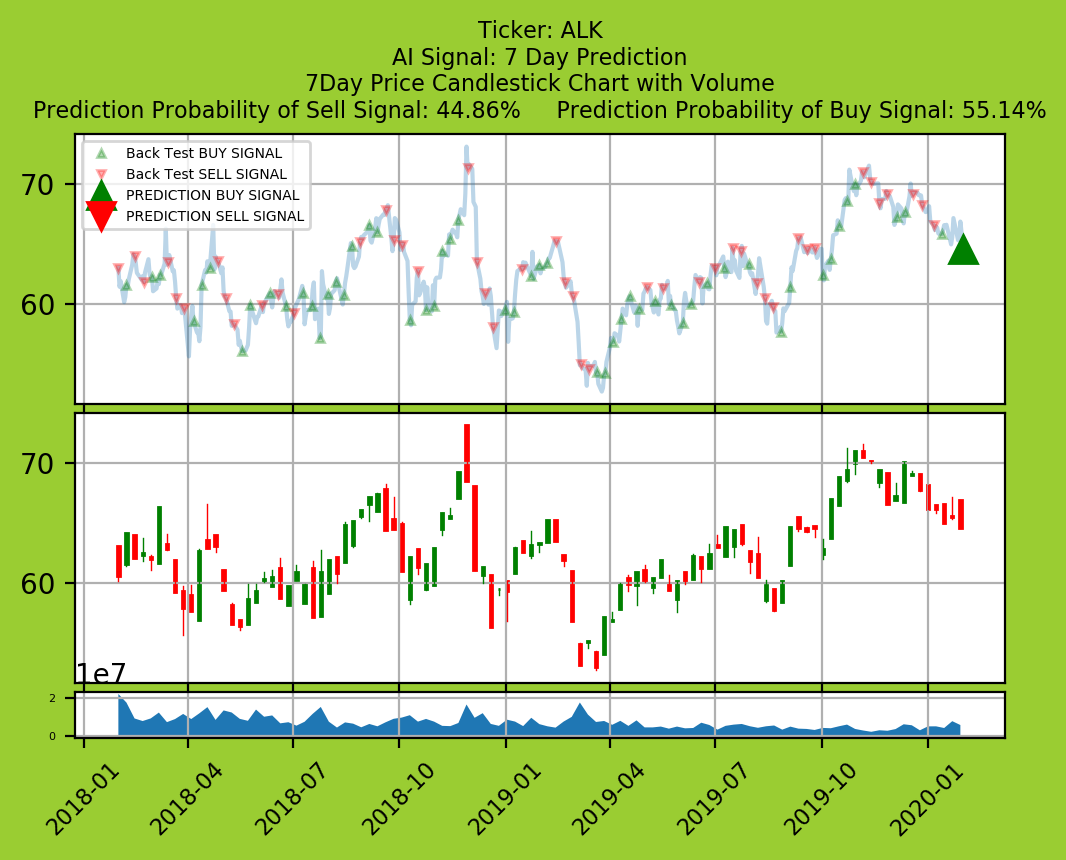 Ticker: ALK
AI Signal: 7 Day Prediction
7Day Price Candlestick Chart with Volume
Prediction Probability of Sell Signal: 44.86% Prediction Probability of Buy Signal: 55.14%
Back Test BUY SIGNAL
Back Test SELL SIGNAL
PREDICTION BUY SIGNAL
PREDICTION SELL SIGNAL
70
60
70
60
1e7
2
0
2018-01 2018-04 2018-07 2018-10 2019-01 2019-04 2019-07 2019-10 2020-01